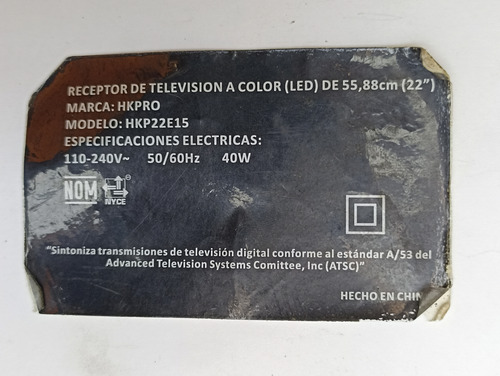 RECEPTOR DE TELEVISION A COLOR (LED) DE 55,88cm (22”)
MARCA: HKPRO
MODELO: HKP22E15
ESPECIFICACIONES ELECTRICAS:
110-240V~ 50/60Hz 40W
NOM NYCE
“Sintoniza transmisiones de televisión digital conforme al estándar A/53 del
Advanced Television Systems Comittee, Inc (ATSC)”
HECHO EN CHIN